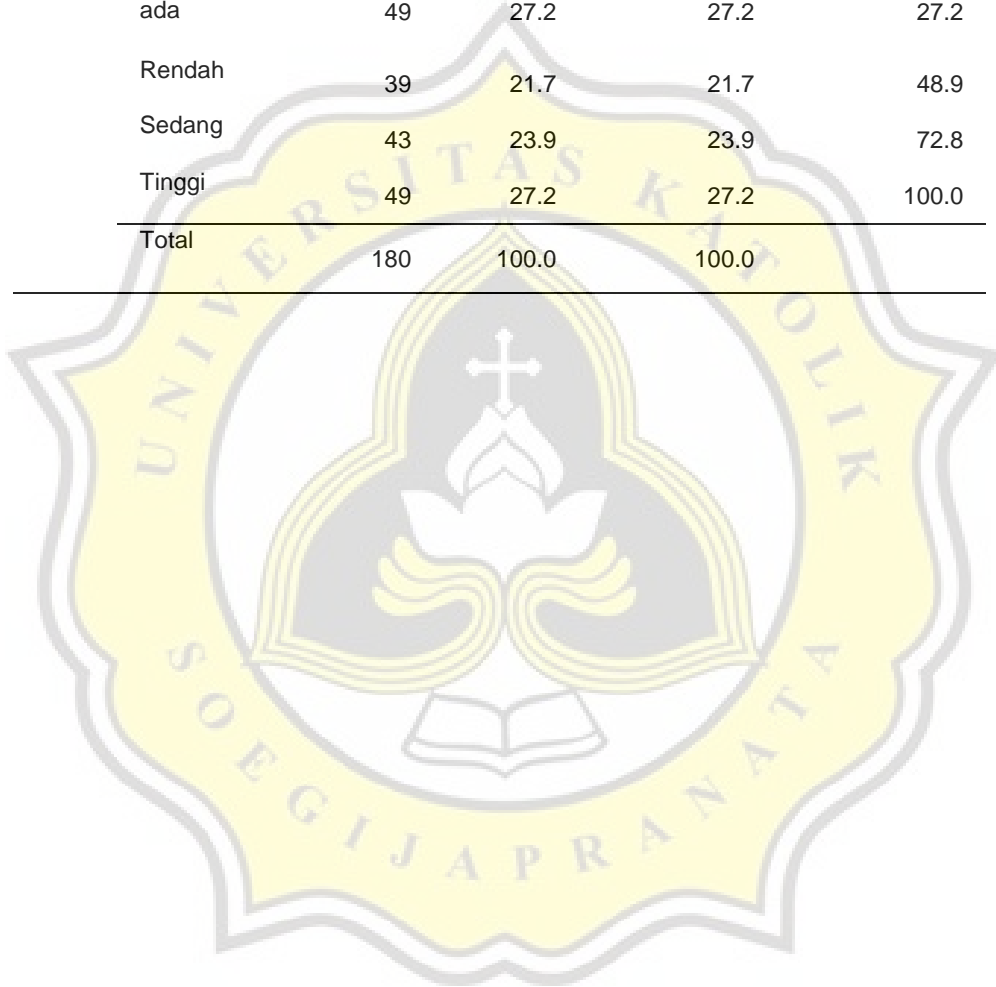 ada 49 27.2 27.2 27.2
Rendah 39 21.7 21.7 48.9
Sedang 43 23.9 23.9 72.8
Tinggi 49 27.2 27.2 100.0
Total 180 100.0 100.0
UNIVERSITAS KATOLIK
SOEGIJAPRANATA